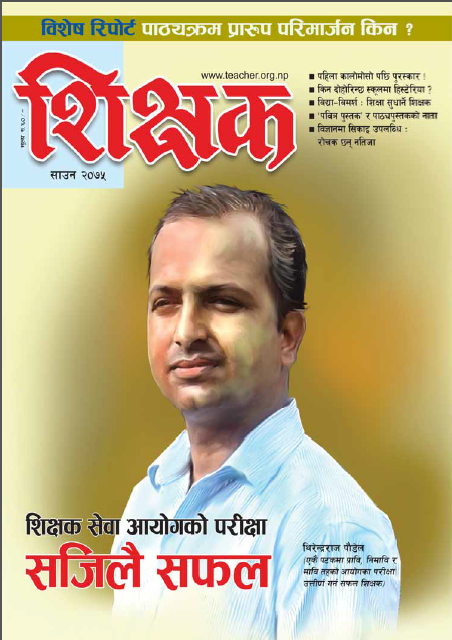 विशेष रिपोर्ट पाठ्यक्रम प्रारुप परिमार्जन किन ?
www.teacher.org.np
शिक्षक
साउन २०७५
■ पहिला कालोमोसो पछि पुरस्कार !
■ किन दोहोरिन्छ स्कूलमा हिस्टेरिया ?
■ विद्या-विमर्श : शिक्षा सुधार्ने शिक्षक
■ 'पवित्र पुस्तक' र पाठ्यपुस्तकको नाता
■ विज्ञानमा सिकाइ उपलब्धि :
रोचक छन् नतिजा
शिक्षक सेवा आयोगको परीक्षा
सजिलै सफल
धिरेन्द्रराज पौडेल
(एकै पटकमा प्रावि, निमावि र
मावि तहको आयोगका परीक्षा
उत्तीर्ण गर्न सफल शिक्षक)